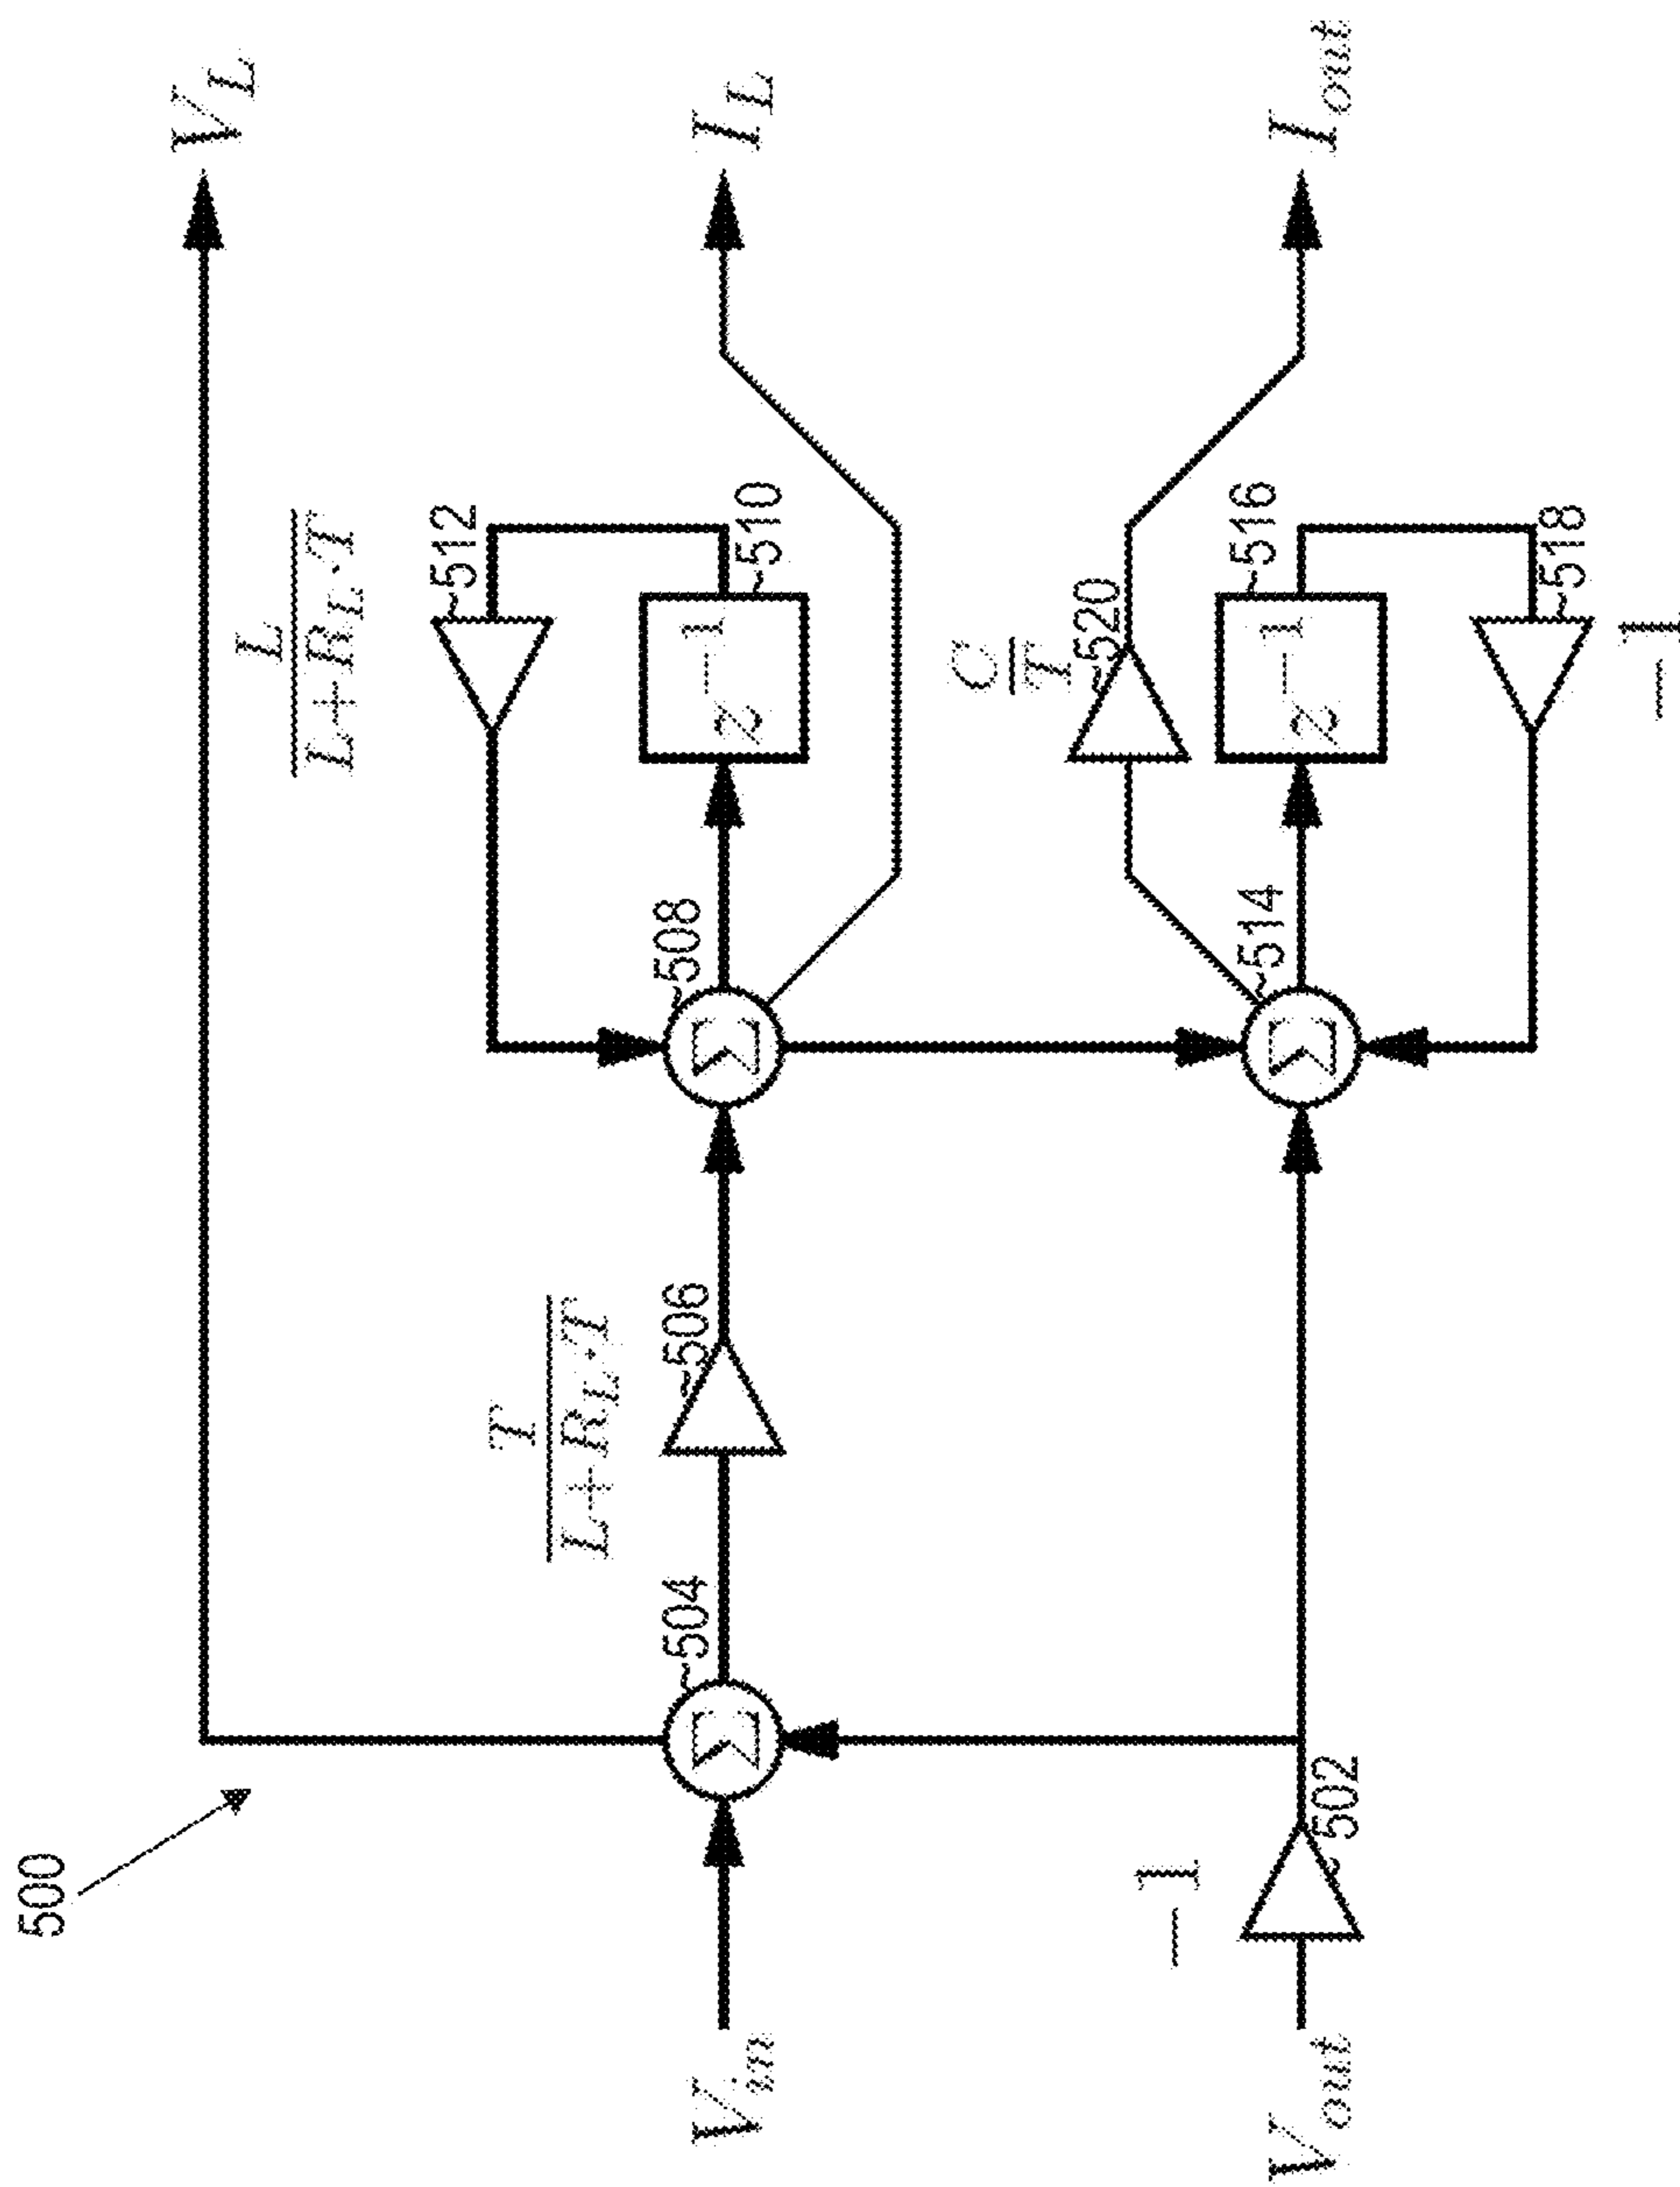 500
V_L
L
L+R_L·T
512
T
L+R_L·T
V_in
504
Σ
506
508
Σ
z^-1
510
I_L
C
T
520
-1
V_out
502
514
Σ
z^-1
516
I_out
518
-1